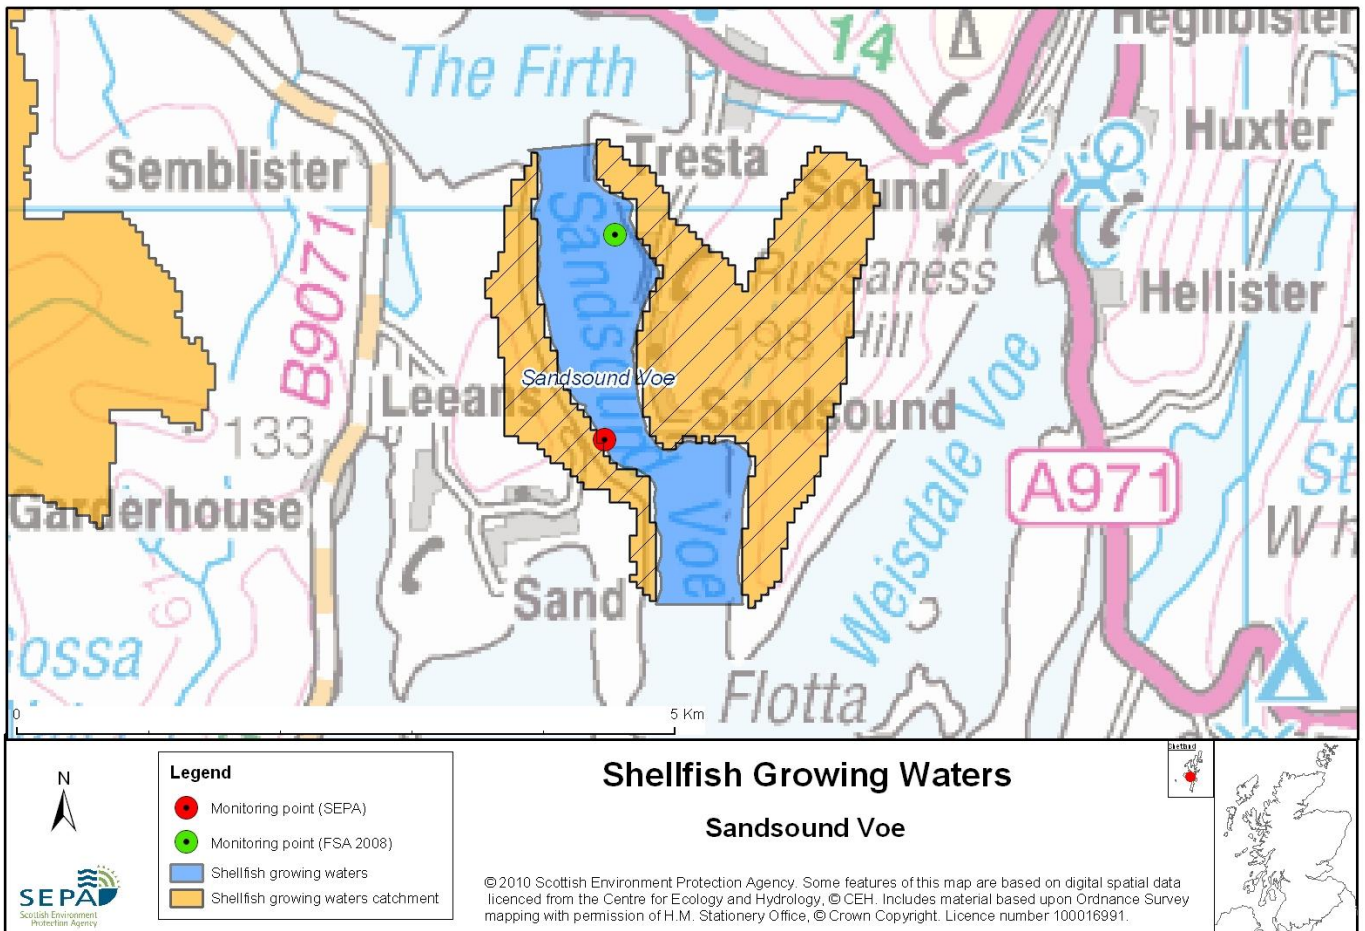 Heglibister
The Firth
14
Tresta
Huxter
Semblister
Sound
Sandsound
Voe
B9071
Russaness
Hill
198
Hellister
Sandsound Voe
Leeans
Sandsound
133
Weisdale Voe
A971
Garderhouse
Sand
61
Flotta
0
5 Km
N
Legend
Monitoring point (SEPA)
Monitoring point (FSA 2008)
Shellfish growing waters
Shellfish growing waters catchment
SEPA
Scottish Environment
Protection Agency
Shellfish Growing Waters
Sandsound Voe
© 2010 Scottish Environment Protection Agency. Some features of this map are based on digital spatial data
licenced from the Centre for Ecology and Hydrology, © CEH. Includes material based upon Ordnance Survey
mapping with permission of H.M. Stationery Office, © Crown Copyright. Licence number 100016991.
Shetland